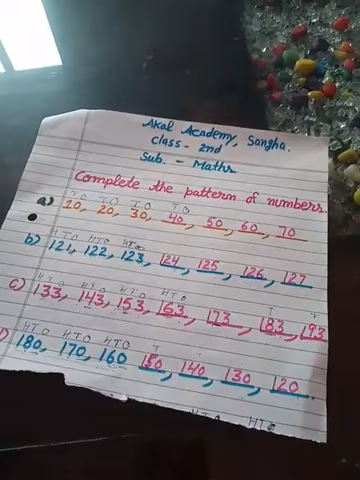 Akal Academy, Sangha.
class - 2nd
Sub. - Maths
Complete the pattern of numbers.
T O T O T O T O
a) 20, 20, 30, 40, 50, 60, 70
H T O H T O H T O
b) 121, 122, 123, 124, 125, 126, 127
H T O H T O H T O H T O T T
c) 133, 143, 153, 163, 173, 183, 193
H T O H T O H T O T
d) 180, 170, 160 150, 140, 130, 120.
H T O H T O